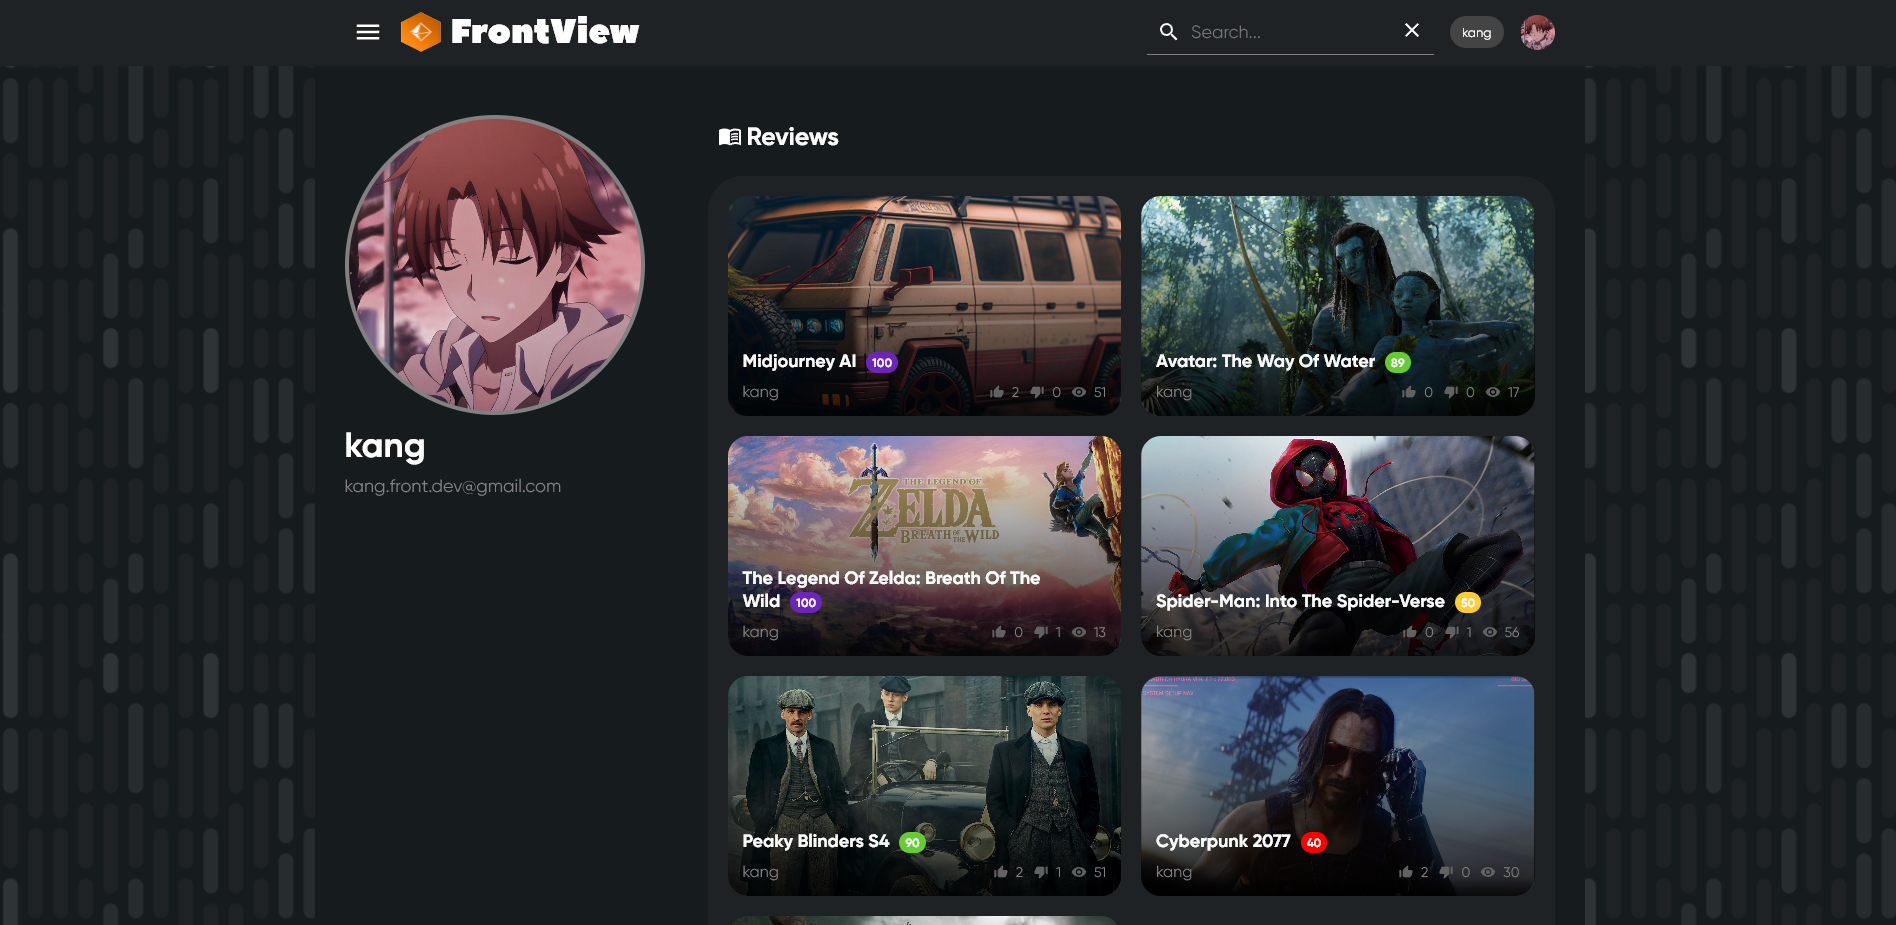 FrontView
Search...
kang
kang
kang.front.dev@gmail.com
Reviews
Midjourney AI 100
kang
2 0 51
Avatar: The Way Of Water 89
kang
0 0 17
THE LEGEND OF
ZELDA
BREATH OF THE WILD
The Legend Of Zelda: Breath Of The
Wild 100
kang
0 1 13
Spider-Man: Into The Spider-Verse 50
kang
0 1 56
Peaky Blinders S4 90
kang
2 1 51
SYSTEM SETUP NAV
Cyberpunk 2077 40
kang
2 0 30